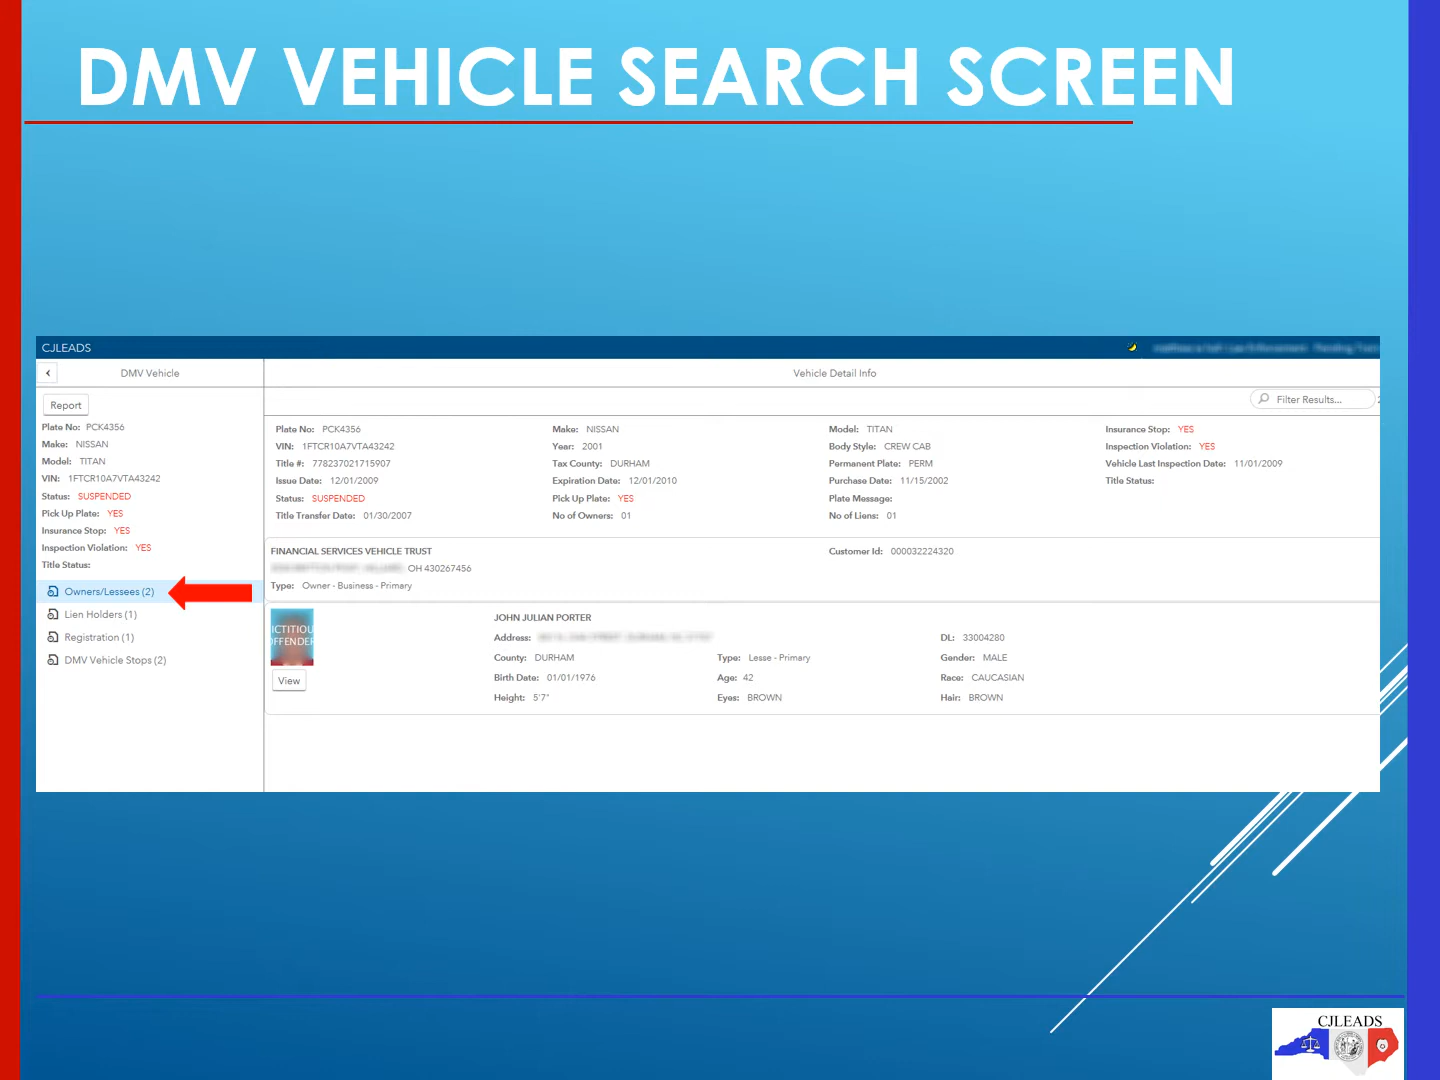 DMV VEHICLE SEARCH SCREEN
CJLEADS
DMV Vehicle
Vehicle Detail Info
Report
Filter Results...
Plate No: PCK4356
Make: NISSAN
Model: TITAN
VIN: 1FTCR10A7VTA43242
Status: SUSPENDED
Pick Up Plate: YES
Insurance Stop: YES
Inspection Violation: YES
Title Status:
Owners/Lessees (2)
Lien Holders (1)
Registration (1)
DMV Vehicle Stops (2)
Plate No: PCK4356 Make: NISSAN Model: TITAN Insurance Stop: YES
VIN: 1FTCR10A7VTA43242 Year: 2001 Body Style: CREW CAB Inspection Violation: YES
Title #: 778237021715907 Tax County: DURHAM Permanent Plate: PERM Vehicle Last Inspection Date: 11/01/2009
Issue Date: 12/01/2009 Expiration Date: 12/01/2010 Purchase Date: 11/15/2002 Title Status:
Status: SUSPENDED Pick Up Plate: YES Plate Message:
Title Transfer Date: 01/30/2007 No of Owners: 01 No of Liens: 01
FINANCIAL SERVICES VEHICLE TRUST Customer Id: 000032224320
OH 430267456
Type: Owner - Business - Primary
ICTITIOU
OFFENDER
View
JOHN JULIAN PORTER
Address: DL: 33004280
County: DURHAM Type: Lesse - Primary Gender: MALE
Birth Date: 01/01/1976 Age: 42 Race: CAUCASIAN
Height: 5'7" Eyes: BROWN Hair: BROWN
CJLEADS